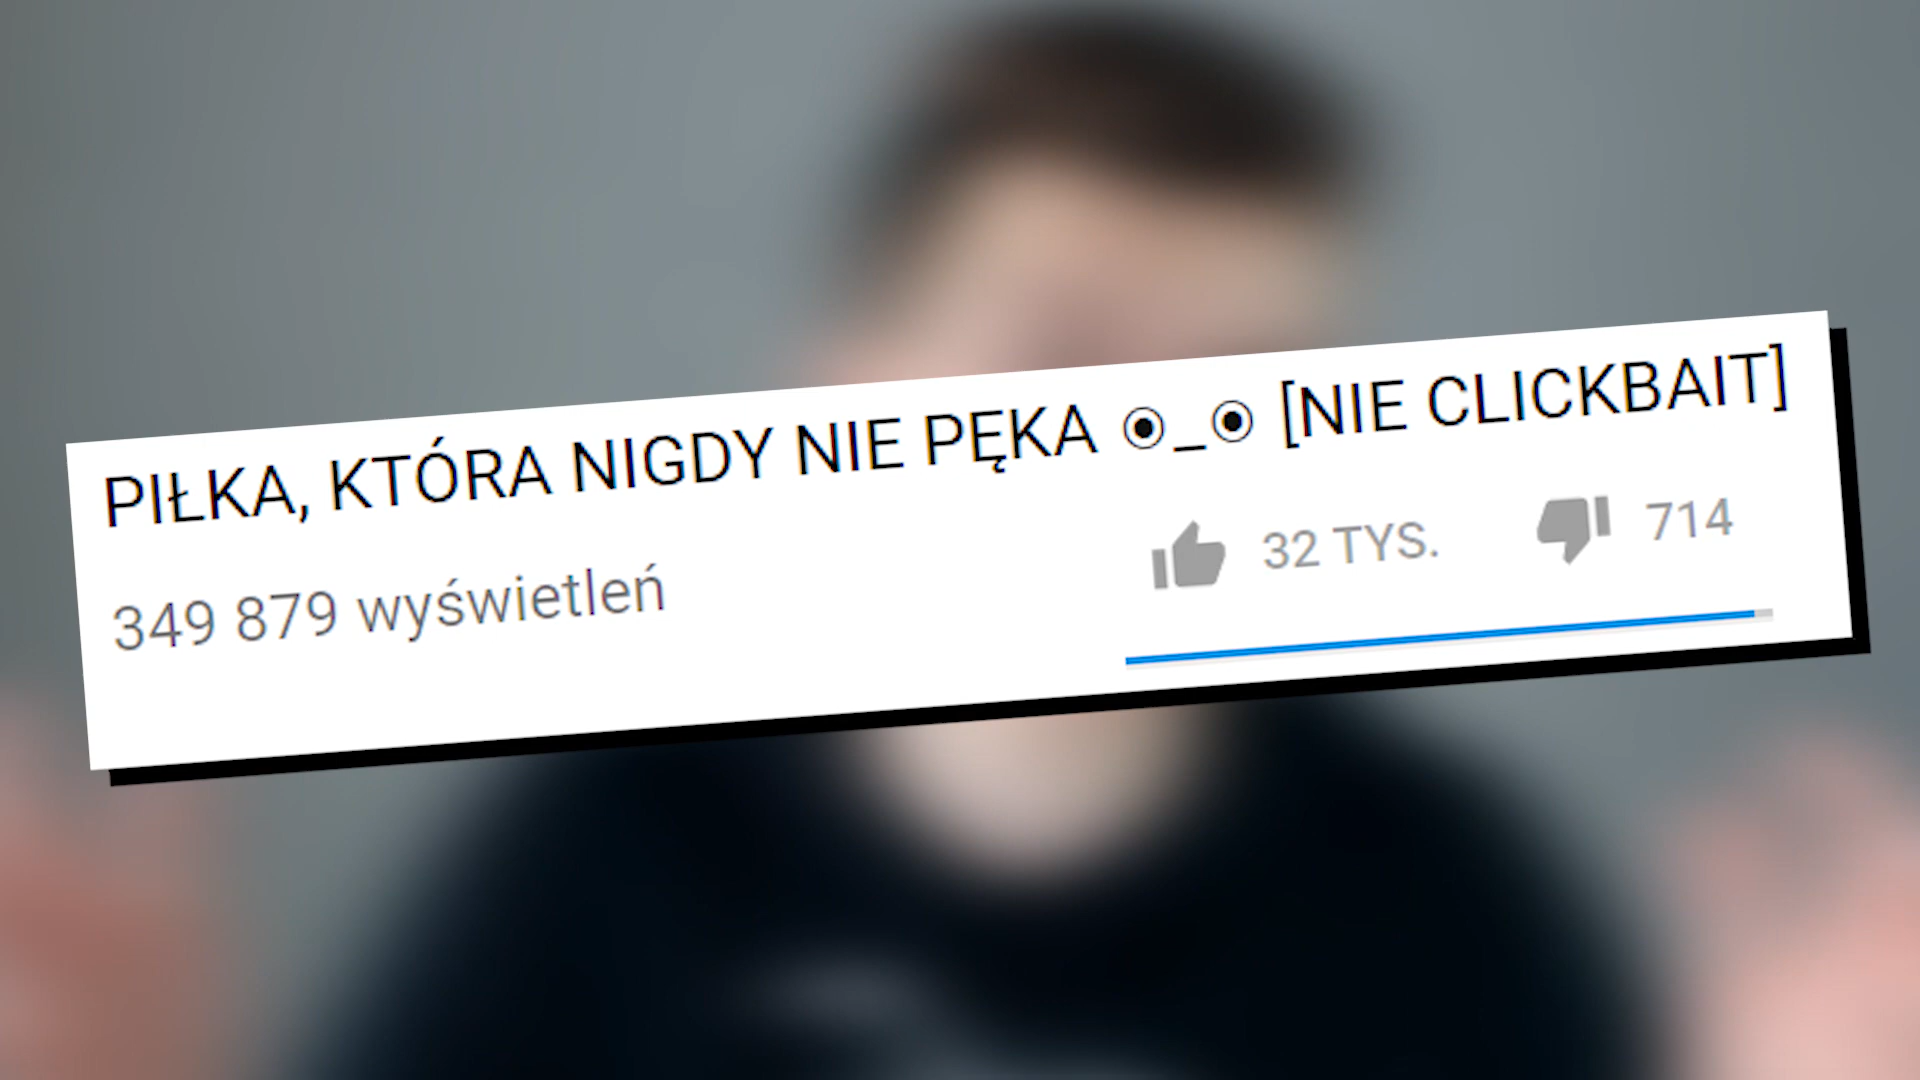 PIŁKA, KTÓRA NIGDY NIE PĘKA ◉_◉ [NIE CLICKBAIT]
349 879 wyświetleń
32 TYS. 714